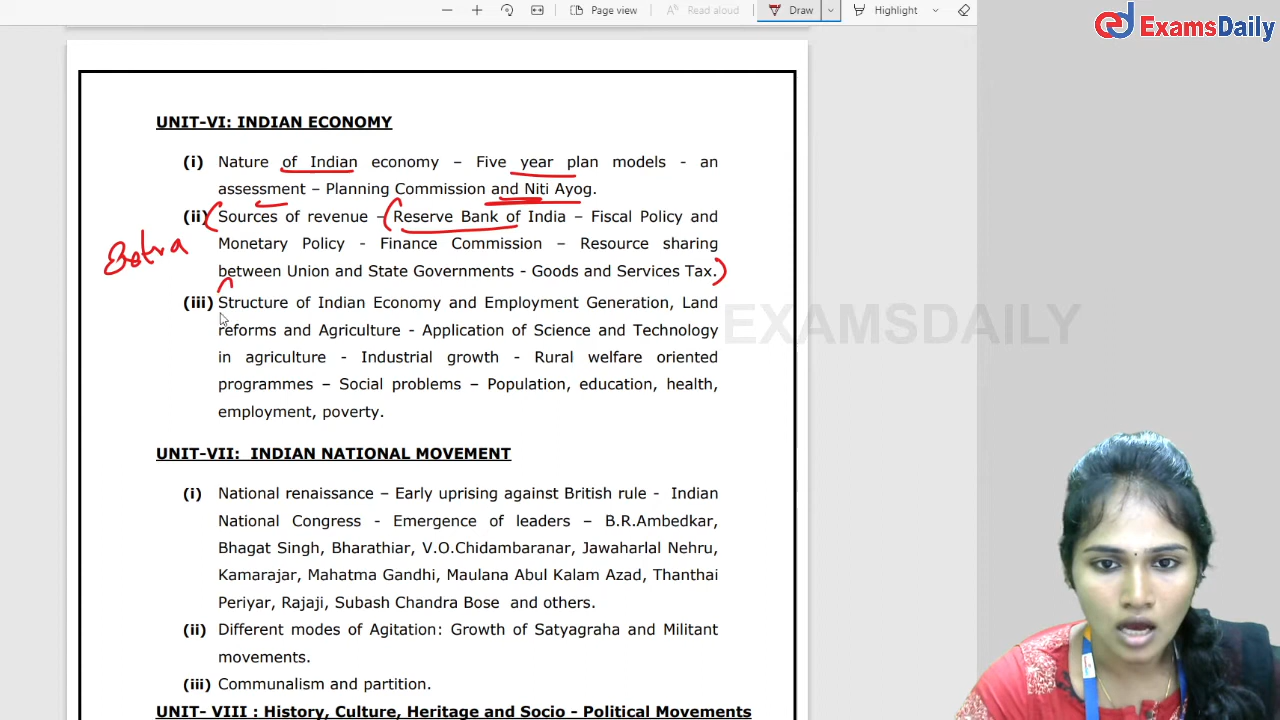 Page view
Read aloud
Draw
Highlight
ExamsDaily
UNIT-VI: INDIAN ECONOMY
(i) Nature of Indian economy – Five year plan models - an
assessment – Planning Commission and Niti Ayog.
(ii) Sources of revenue – Reserve Bank of India – Fiscal Policy and
Monetary Policy - Finance Commission – Resource sharing
between Union and State Governments - Goods and Services Tax.
Extra
(iii) Structure of Indian Economy and Employment Generation, Land
reforms and Agriculture - Application of Science and Technology
in agriculture - Industrial growth - Rural welfare oriented
programmes – Social problems – Population, education, health,
employment, poverty.
EXAMSDAILY
UNIT-VII: INDIAN NATIONAL MOVEMENT
(i) National renaissance – Early uprising against British rule - Indian
National Congress - Emergence of leaders – B.R.Ambedkar,
Bhagat Singh, Bharathiar, V.O.Chidambaranar, Jawaharlal Nehru,
Kamarajar, Mahatma Gandhi, Maulana Abul Kalam Azad, Thanthai
Periyar, Rajaji, Subash Chandra Bose and others.
(ii) Different modes of Agitation: Growth of Satyagraha and Militant
movements.
(iii) Communalism and partition.
UNIT- VIII : History, Culture, Heritage and Socio - Political Movements